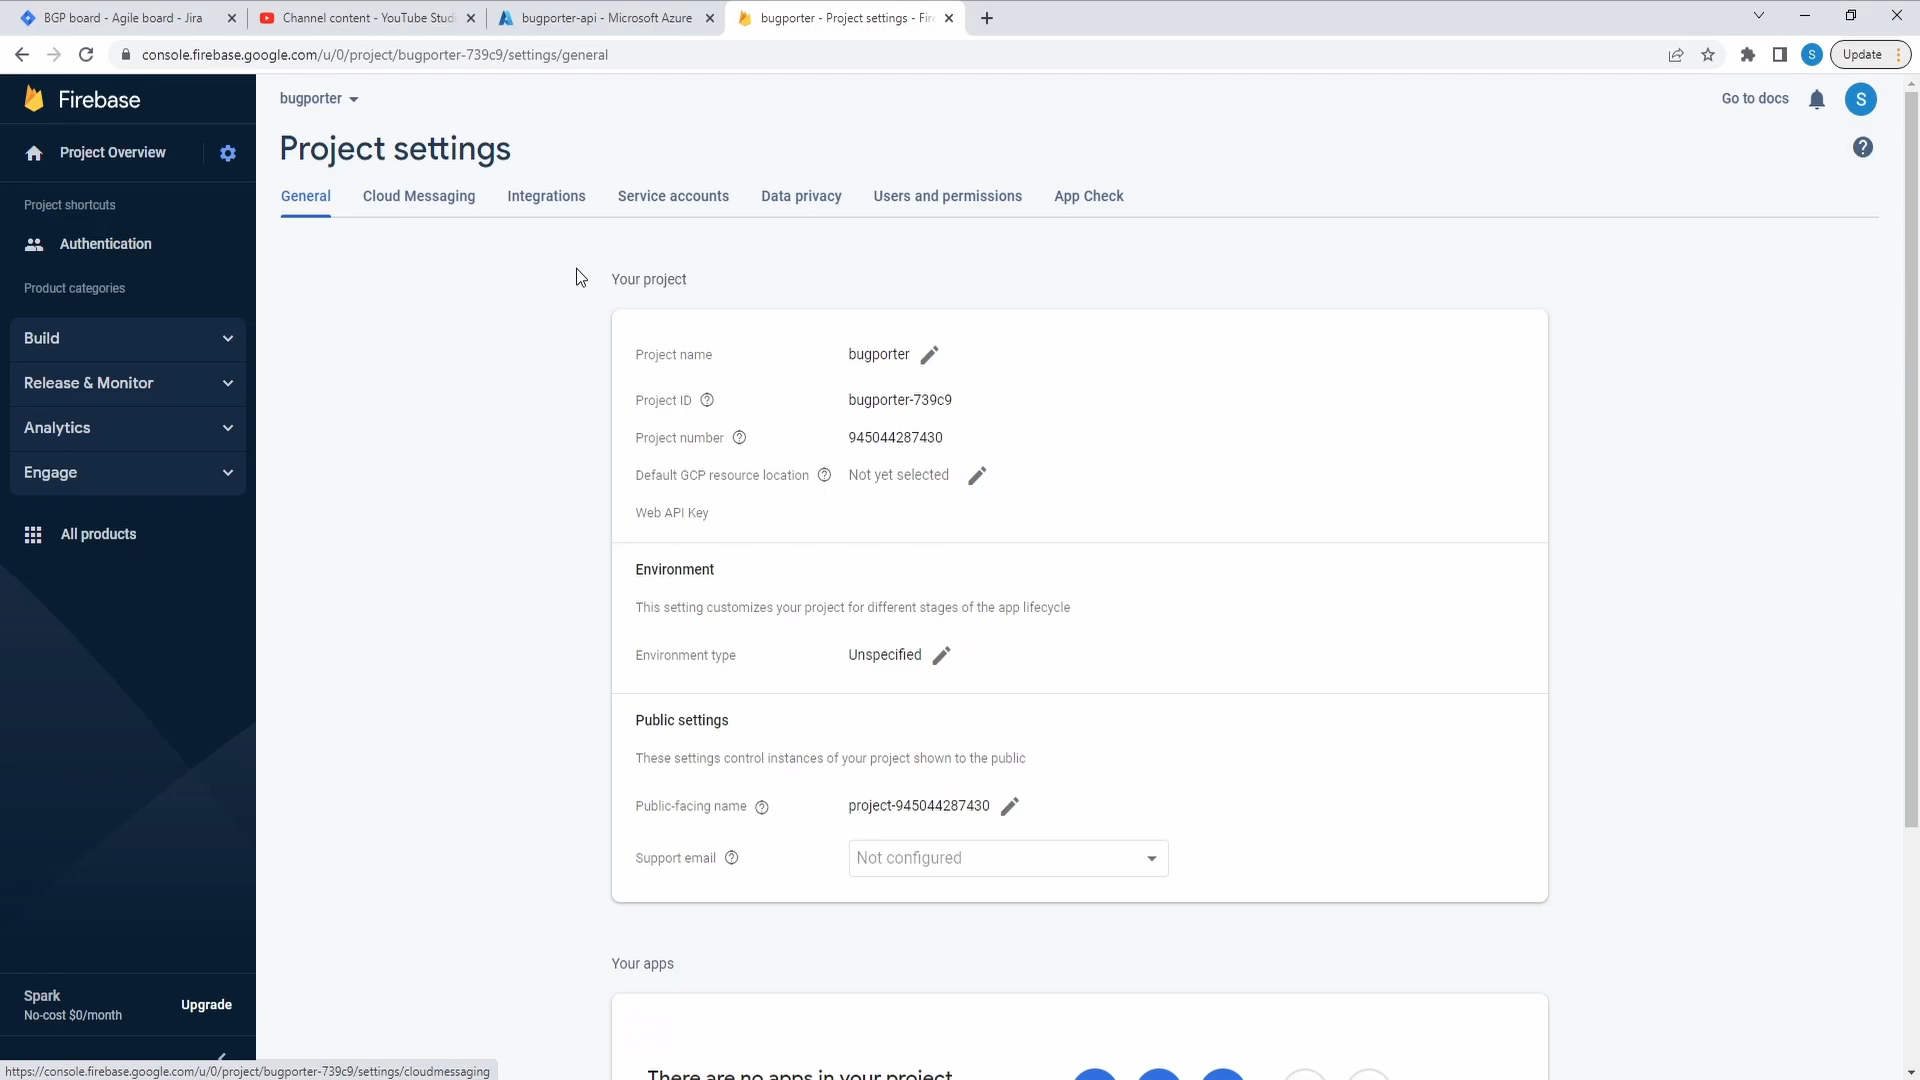 BGP board - Agile board - Jira
Channel content - YouTube Studi
bugporter-api - Microsoft Azure
bugporter - Project settings - Fire
console.firebase.google.com/u/0/project/bugporter-739c9/settings/general
S
Update
Firebase
bugporter
Go to docs
S
Project Overview
Project settings
General
Cloud Messaging
Integrations
Service accounts
Data privacy
Users and permissions
App Check
Project shortcuts
Authentication
Product categories
Build
Release & Monitor
Analytics
Engage
All products
Your project
Project name
bugporter
Project ID
bugporter-739c9
Project number
945044287430
Default GCP resource location
Not yet selected
Web API Key
Environment
This setting customizes your project for different stages of the app lifecycle
Environment type
Unspecified
Public settings
These settings control instances of your project shown to the public
Public-facing name
project-945044287430
Support email
Not configured
Your apps
There are no apps in your project
Spark
No-cost $0/month
Upgrade
https://console.firebase.google.com/u/0/project/bugporter-739c9/settings/cloudmessaging